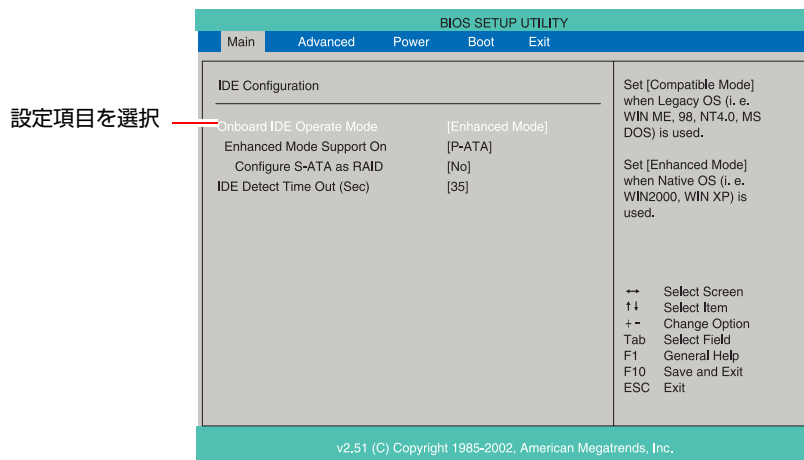 BIOS SETUP UTILITY
Main Advanced Power Boot Exit
IDE Configuration
設定項目を選択
Onboard IDE Operate Mode [Enhanced Mode]
Enhanced Mode Support On [P-ATA]
Configure S-ATA as RAID [No]
IDE Detect Time Out (Sec) [35]
Set [Compatible Mode]
when Legacy OS (i. e.
WIN ME, 98, NT4.0, MS
DOS) is used.
Set [Enhanced Mode]
when Native OS (i. e.
WIN2000, WIN XP) is
used.
↔ Select Screen
↑↓ Select Item
+- Change Option
Tab Select Field
F1 General Help
F10 Save and Exit
ESC Exit
v2.51 (C) Copyright 1985-2002, American Megatrends, Inc.